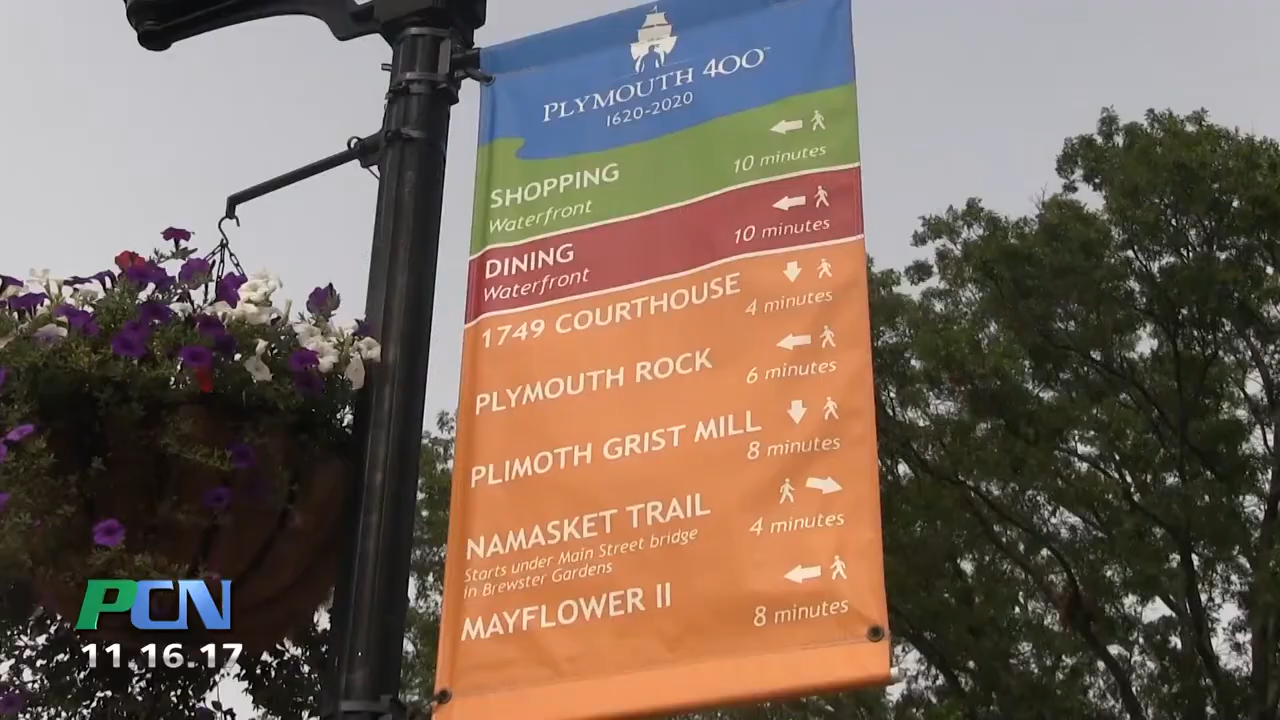 PLYMOUTH 400™
1620-2020
SHOPPING
Waterfront
10 minutes
DINING
Waterfront
10 minutes
1749 COURTHOUSE
4 minutes
PLYMOUTH ROCK
6 minutes
PLIMOTH GRIST MILL
8 minutes
NAMASKET TRAIL
Starts under Main Street bridge
in Brewster Gardens
4 minutes
MAYFLOWER II
8 minutes
PCN
11.16.17